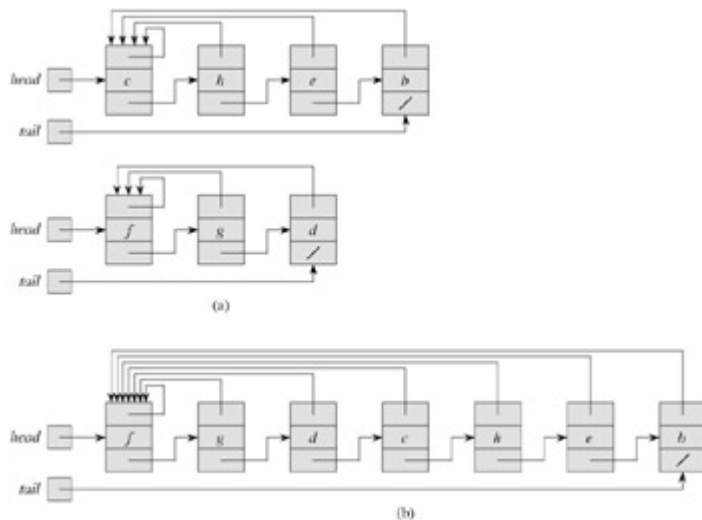 head c h e b
tail
head f g d
tail
(a)
head f g d c h e b
tail
(b)